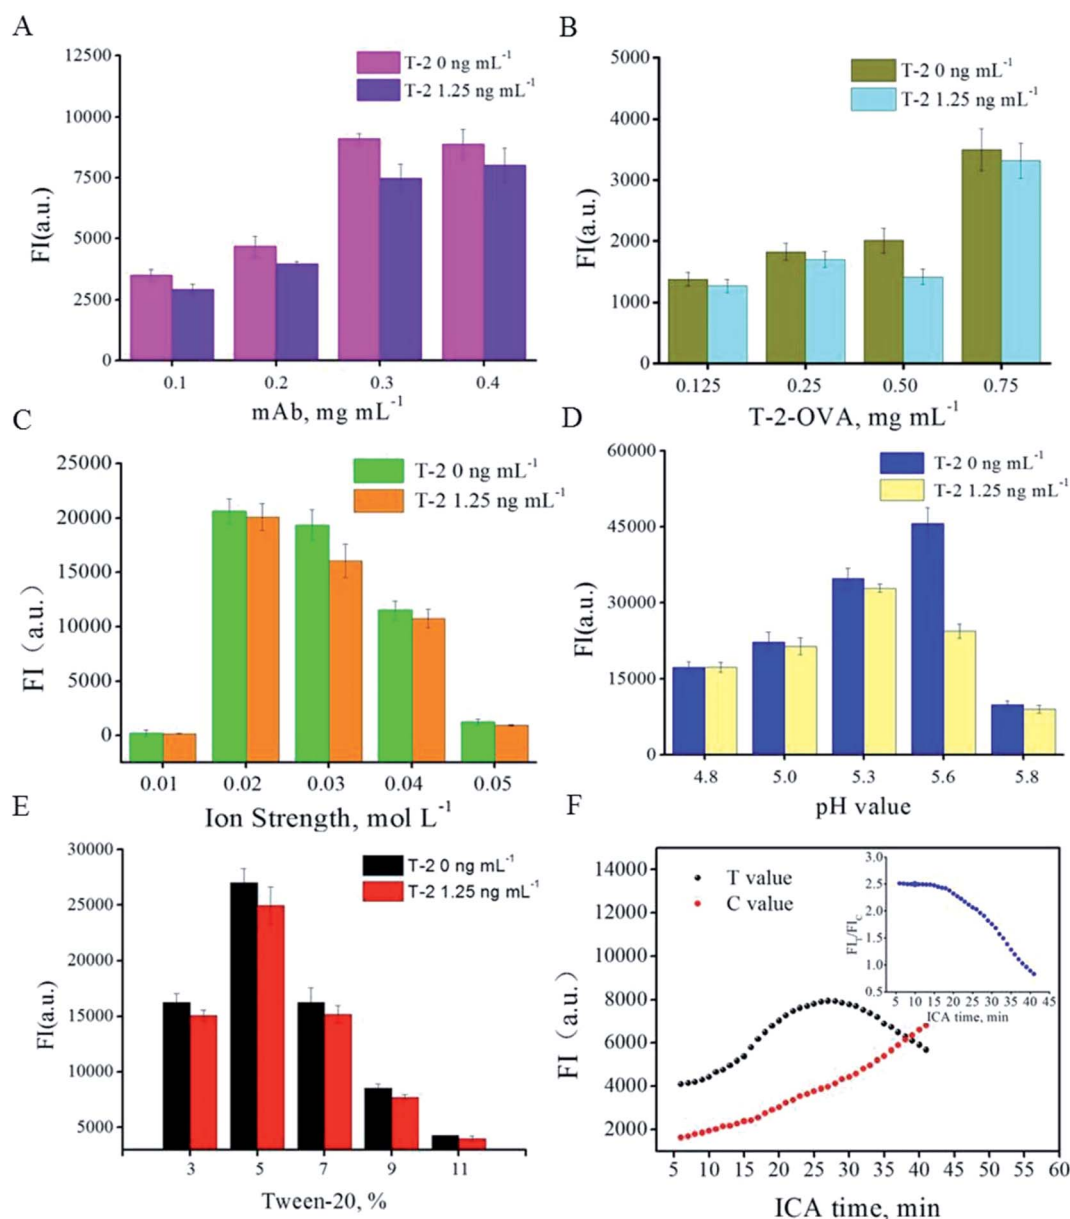 A
12500
10000
7500
5000
2500
0
FI(a.u.)
T-2 0 ng mL⁻¹
T-2 1.25 ng mL⁻¹
0.1 0.2 0.3 0.4
mAb, mg mL⁻¹
B
5000
4000
3000
2000
1000
0
FI(a.u.)
T-2 0 ng mL⁻¹
T-2 1.25 ng mL⁻¹
0.125 0.25 0.50 0.75
T-2-OVA, mg mL⁻¹
C
25000
20000
15000
10000
5000
0
FI（a.u.）
T-2 0 ng mL⁻¹
T-2 1.25 ng mL⁻¹
0.01 0.02 0.03 0.04 0.05
Ion Strength, mol L⁻¹
D
60000
45000
30000
15000
0
FI(a.u.)
T-2 0 ng mL⁻¹
T-2 1.25 ng mL⁻¹
4.8 5.0 5.3 5.6 5.8
pH value
E
30000
25000
20000
15000
10000
5000
FI(a.u.)
T-2 0 ng mL⁻¹
T-2 1.25 ng mL⁻¹
3 5 7 9 11
Tween-20, %
F
14000
12000
10000
8000
6000
4000
2000
FI（a.u.）
T value
C value
3.0
2.5
2.0
1.5
1.0
0.5
FI_T/FI_C
5 10 15 20 25 30 35 40 45
ICA time, min
5 10 15 20 25 30 35 40 45 50 55 60
ICA time, min